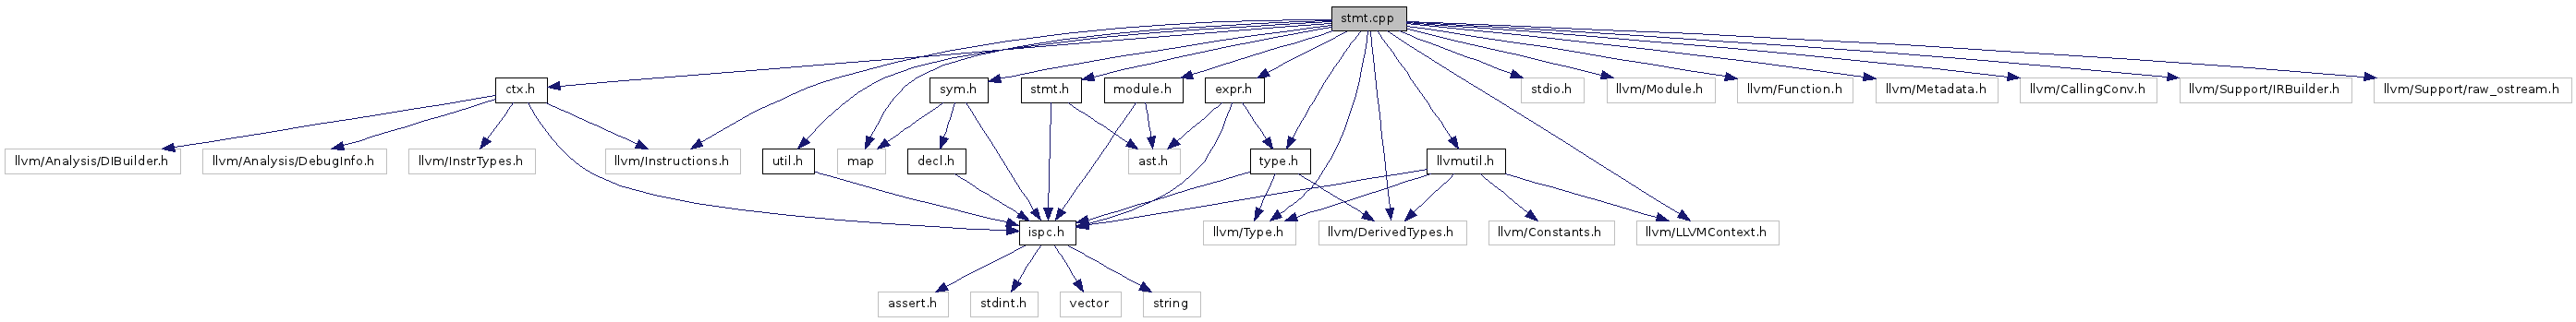 stmt.cpp
ctx.h
sym.h
stmt.h
module.h
expr.h
stdio.h
llvm/Module.h
llvm/Function.h
llvm/Metadata.h
llvm/CallingConv.h
llvm/Support/IRBuilder.h
llvm/Support/raw_ostream.h
llvm/Analysis/DIBuilder.h
llvm/Analysis/DebugInfo.h
llvm/InstrTypes.h
llvm/Instructions.h
util.h
map
decl.h
ast.h
type.h
llvmutil.h
ispc.h
llvm/Type.h
llvm/DerivedTypes.h
llvm/Constants.h
llvm/LLVMContext.h
assert.h
stdint.h
vector
string